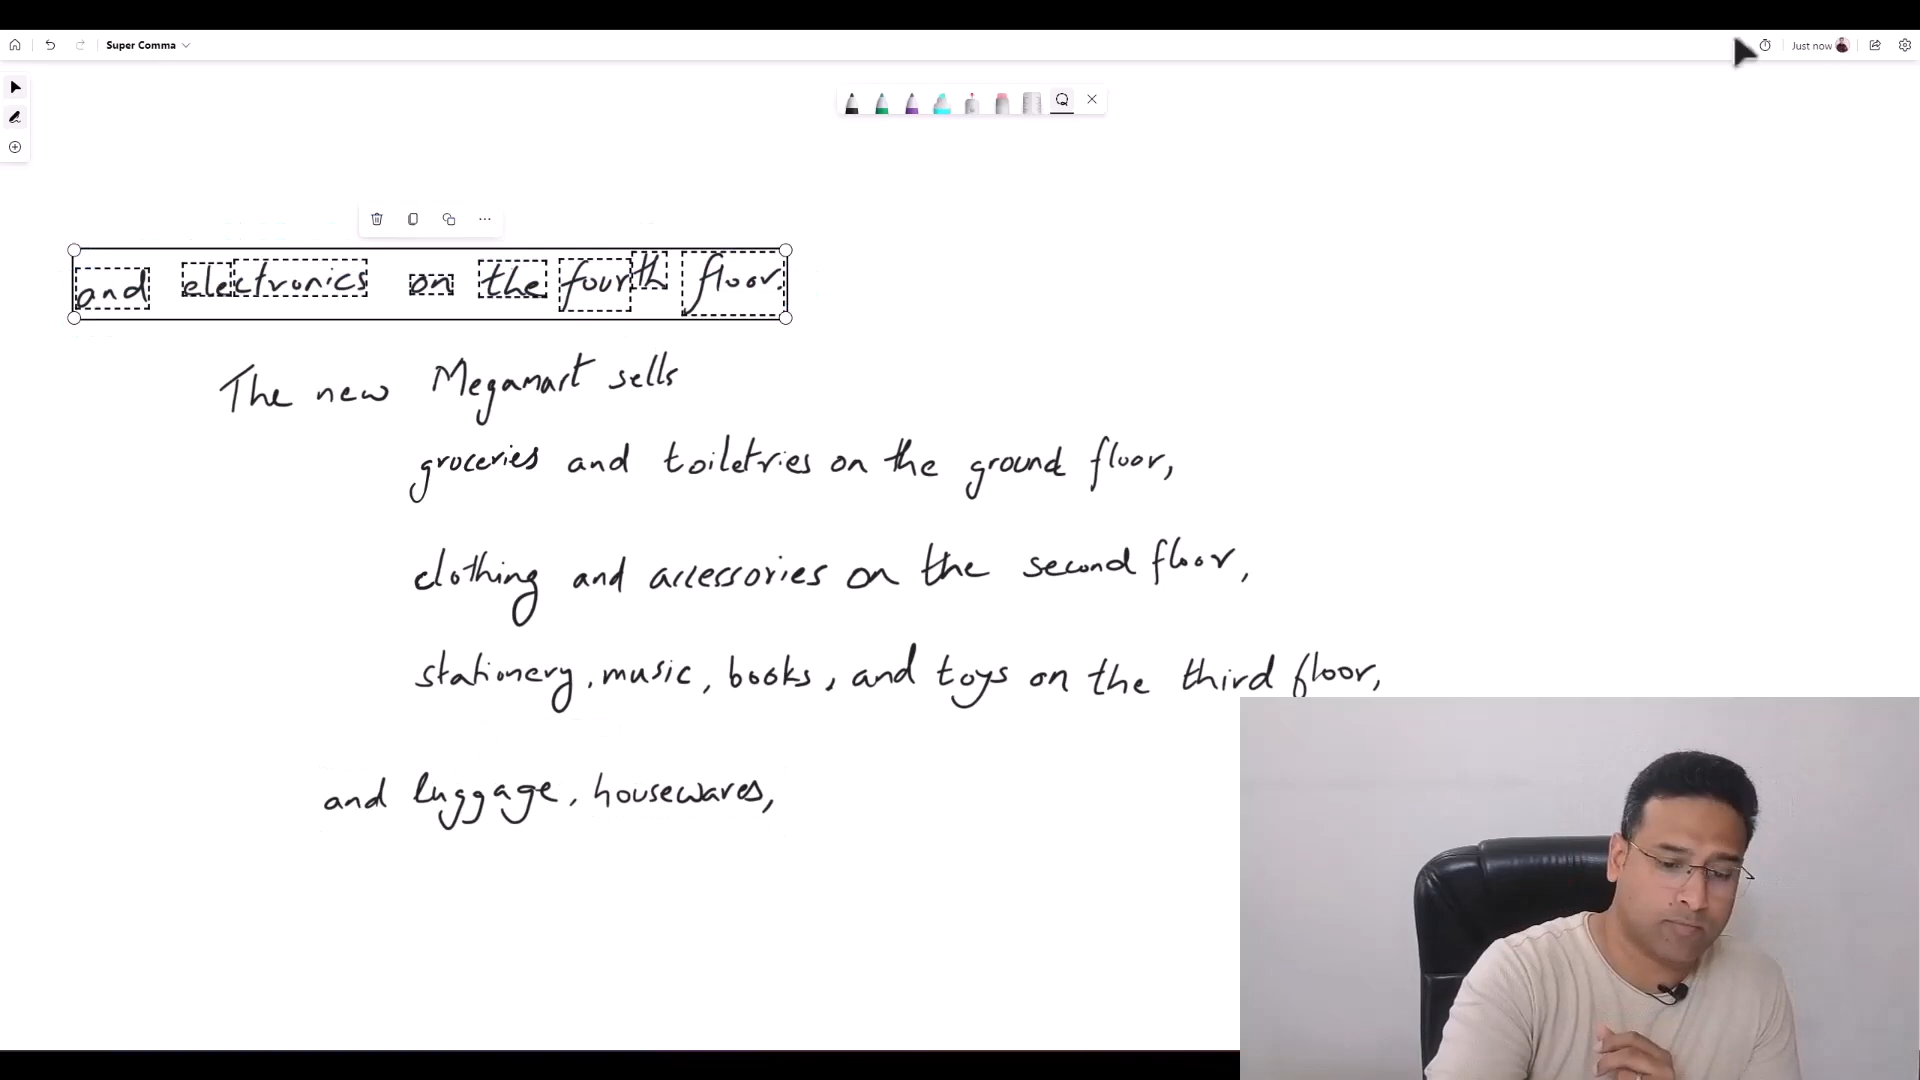 Super Comma
Just now
and electronics on the fourth floor.
The new Megamart sells
groceries and toiletries on the ground floor,
clothing and accessories on the second floor,
stationery, music, books, and toys on the third floor,
and luggage, housewares,